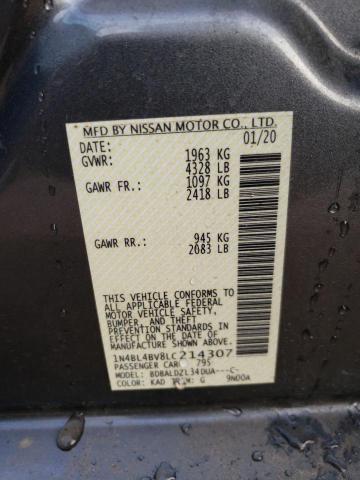 MFD BY NISSAN MOTOR CO., LTD.
DATE: 01/20
GVWR: 1963 KG
4328 LB
GAWR FR.: 1097 KG
2418 LB
GAWR RR.: 945 KG
2083 LB
THIS VEHICLE CONFORMS TO
ALL APPLICABLE FEDERAL
MOTOR VEHICLE SAFETY,
BUMPER, AND THEFT
PREVENTION STANDARDS IN
EFFECT ON THE DATE OF
MANUFACTURE SHOWN ABOVE.
1N4BL4BV8LC214307
PASSENGER CAR 795
MODEL: BDBALDZL34DUA---C-
COLOR: KAD TRIM: G 9N00A